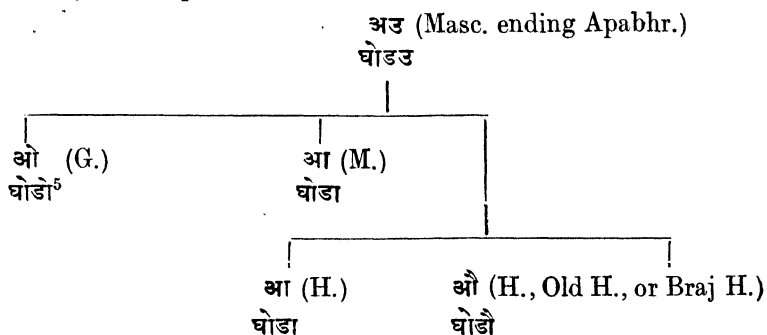 अउ (Masc. ending Apabhr.)
घोडउ
ओ (G.) आ (M.)
घोडो⁵ घोडा
आ (H.) औ (H., Old H., or Braj H.)
घोडा घोडौ